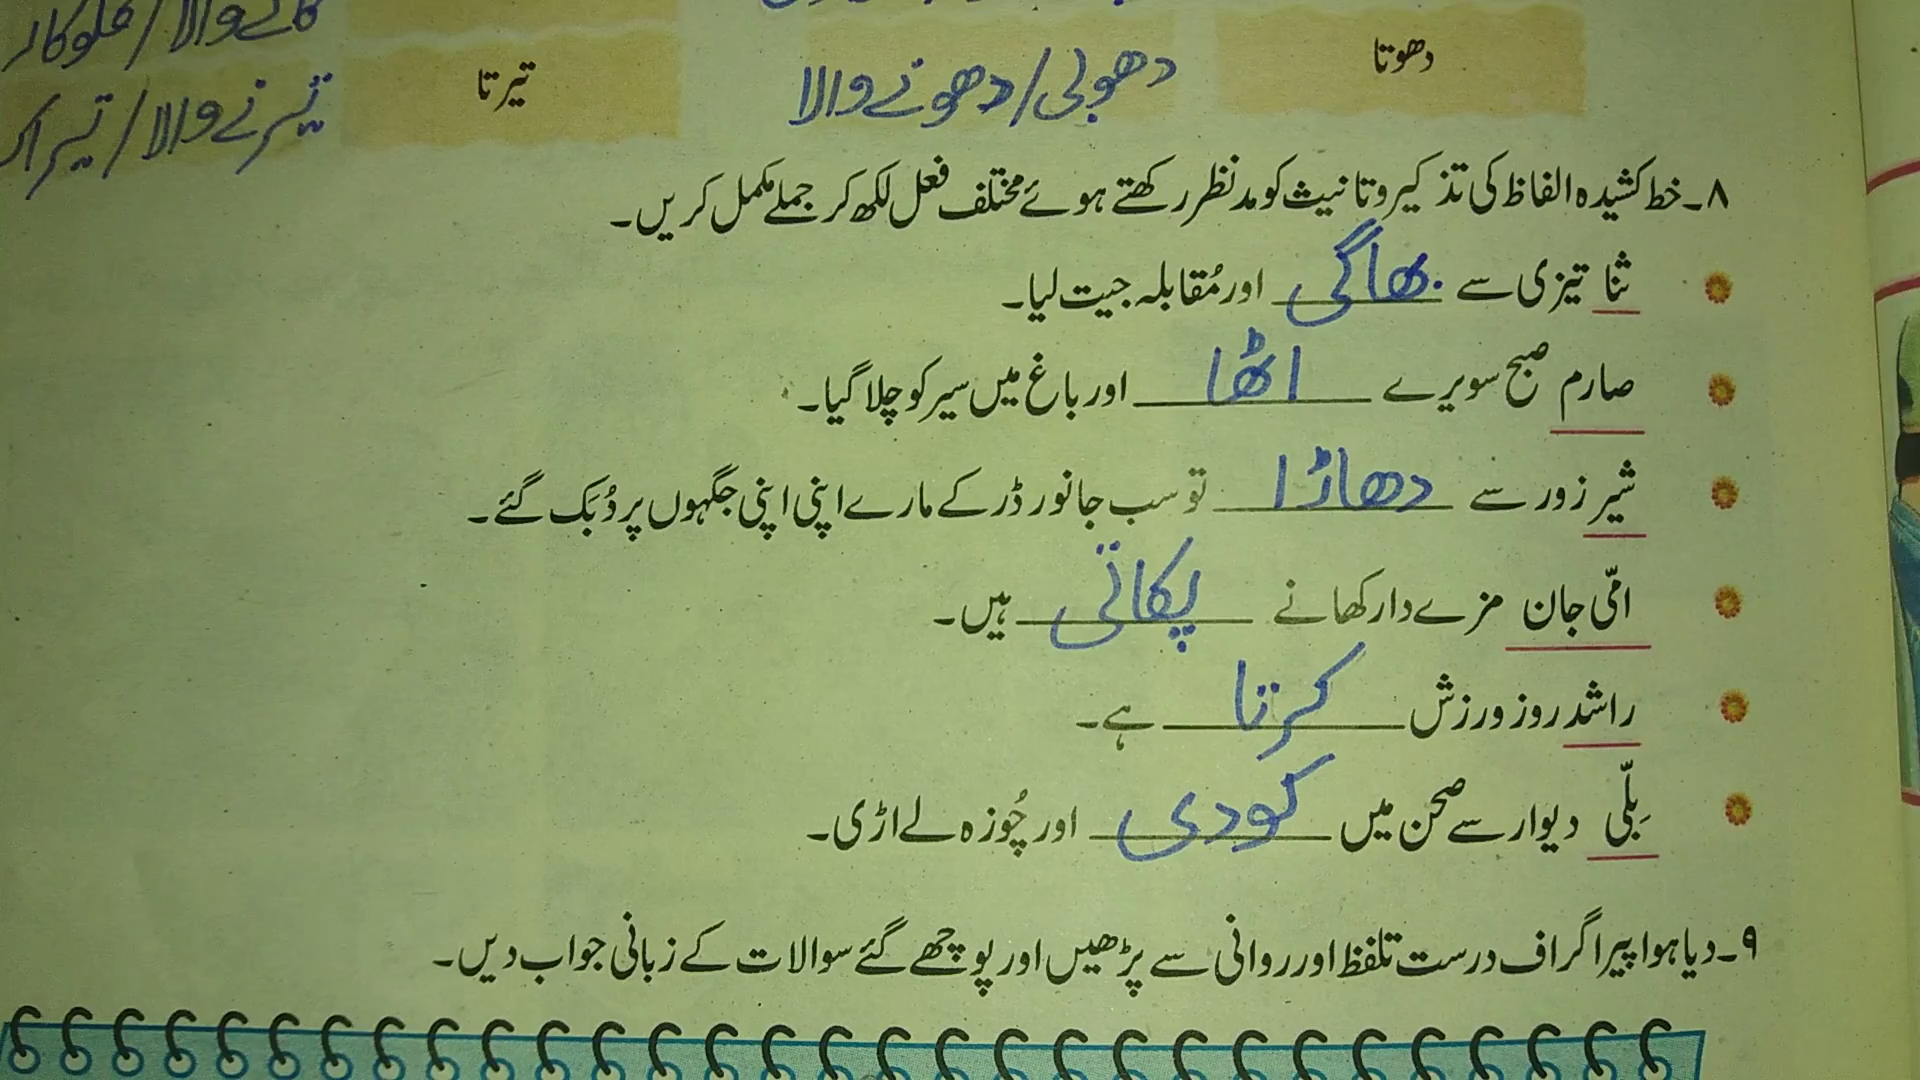 گانے والا/گلوکار
دھوتا دھوبی/دھونے والا تیرتا تیرنے والا/تیراک
۸۔ خط کشیدہ الفاظ کی تذکیر و تانیث کو مدنظر رکھتے ہوئے مختلف فعل لکھ کر جملے مکمل کریں۔
ثنا تیزی سے بھاگی اور مُقابلہ جیت لیا۔
صارم صبح سویرے اٹھا اور باغ میں سیر کو چلا گیا۔
شیر زور سے دھاڑا تو سب جانور ڈر کے مارے اپنی اپنی جگہوں پر دُبَک گئے۔
امّی جان مزے دار کھانے پکاتی ہیں۔
راشد روز ورزش کرتا ہے۔
بِلّی دیوار سے صحن میں کودی اور چُوزہ لے اڑی۔
۹۔ دیا ہوا پیراگراف درست تلفظ اور روانی سے پڑھیں اور پوچھے گئے سوالات کے زبانی جواب دیں۔